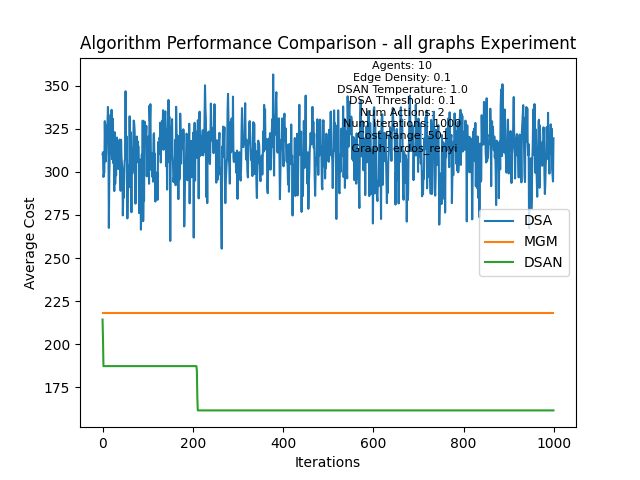 Algorithm Performance Comparison - all graphs Experiment
Agents: 10
Edge Density: 0.1
DSAN Temperature: 1.0
DSA Threshold: 0.1
Num Actions: 2
Num Iterations: 1000
Cost Range: 501
Graph: erdos_renyi
350
325
300
275
250
225
200
175
Average Cost
DSA
MGM
DSAN
0
200
400
600
800
1000
Iterations